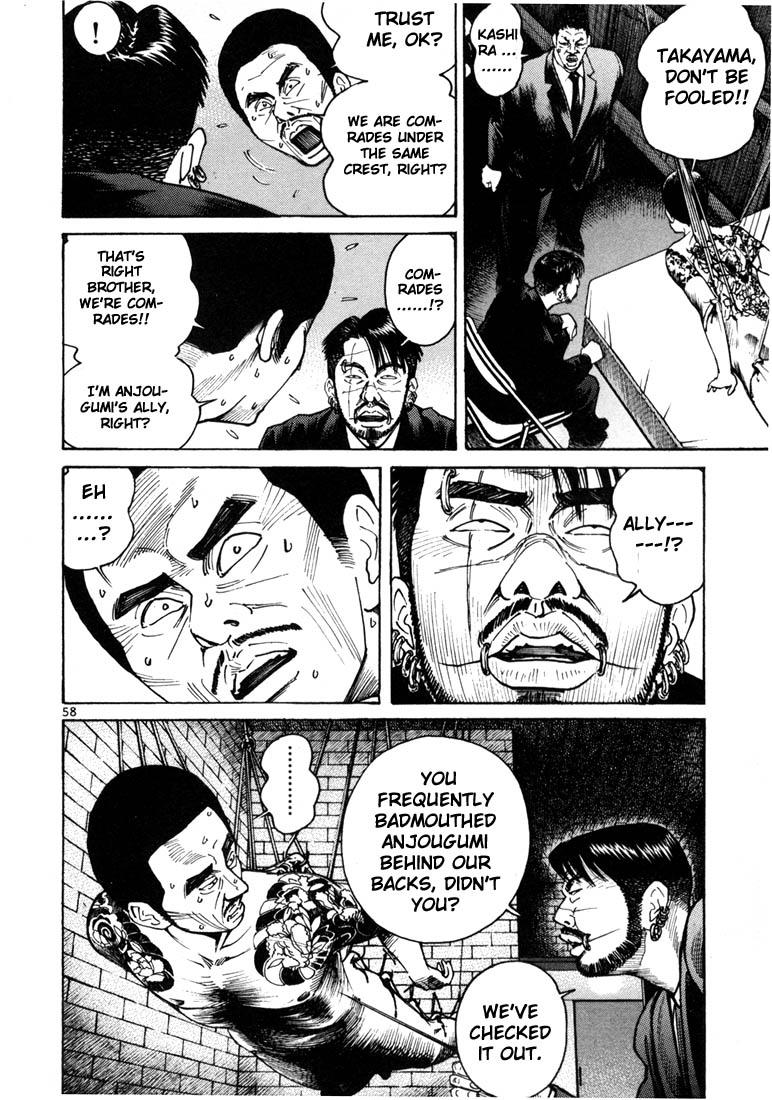 TAKAYAMA,
DON'T BE
FOOLED!!
KASHI
RA ...
......
TRUST
ME, OK?
WE ARE COM-
RADES UNDER
THE SAME
CREST, RIGHT?
!
COM-
RADES
......!?
THAT'S
RIGHT
BROTHER,
WE'RE COM-
RADES!!
I'M ANJOU-
GUMI'S ALLY,
RIGHT?
ALLY---
---!?
EH
......
...?
58
YOU
FREQUENTLY
BADMOUTHED
ANJOUGUMI
BEHIND OUR
BACKS, DIDN'T
YOU?
.........
WE'VE
CHECKED
IT OUT.